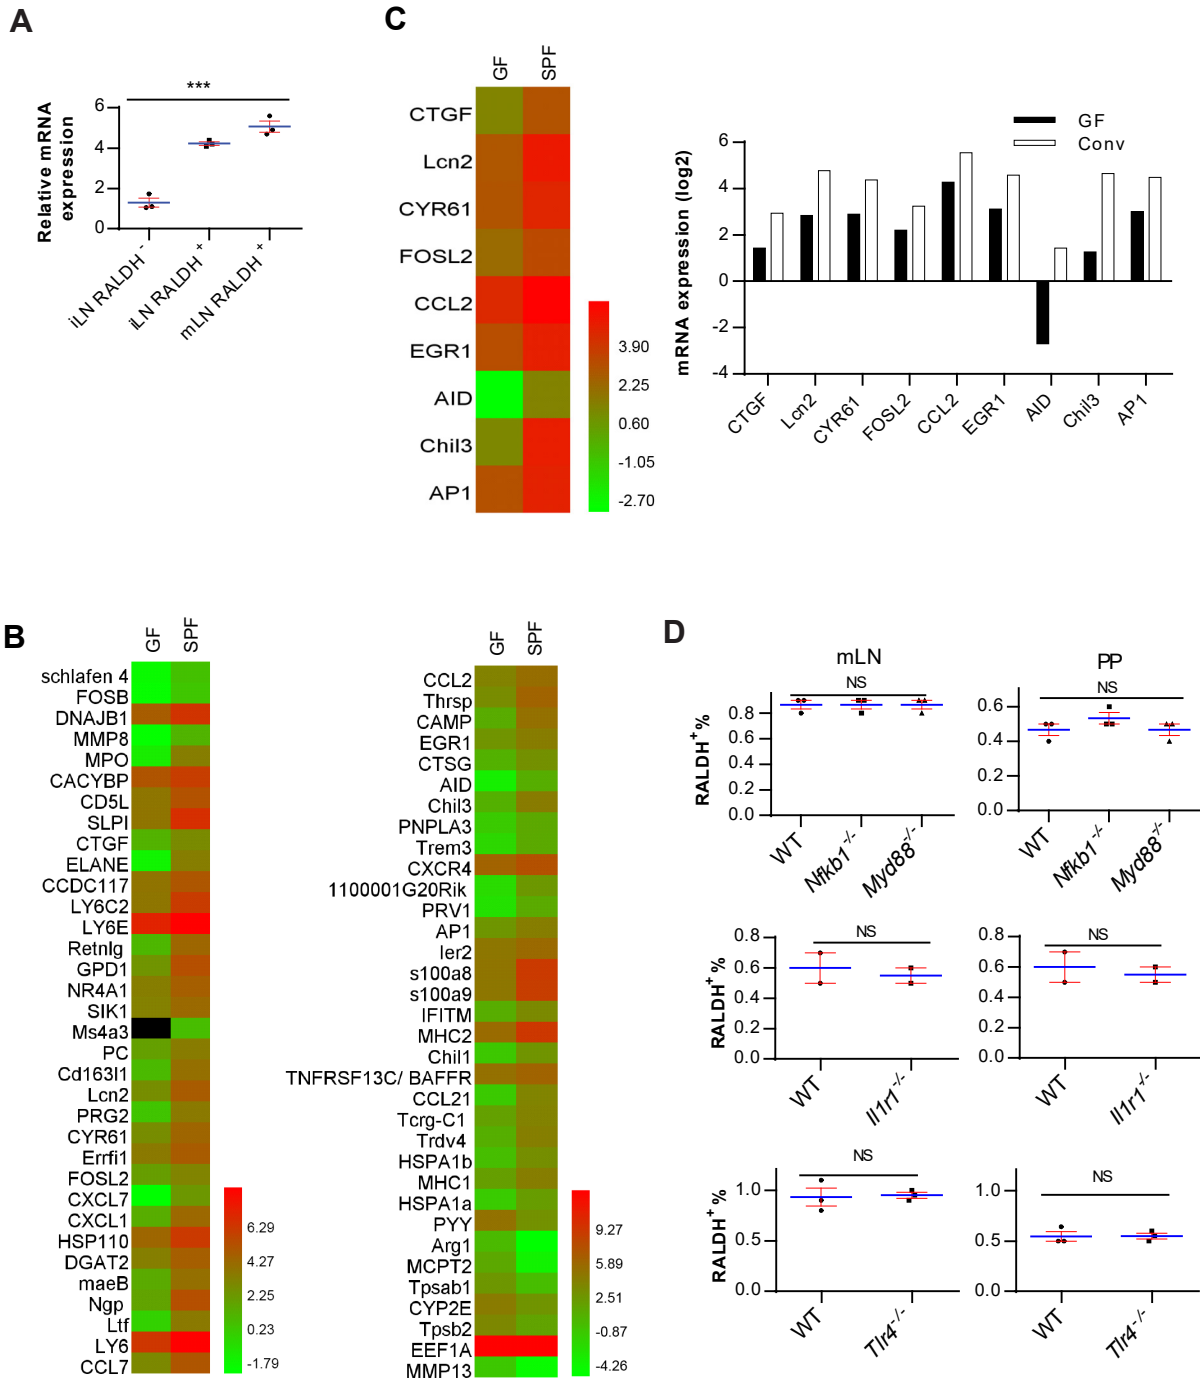 A
***
Relative mRNA
expression
6
4
2
0
iLN RALDH -
iLN RALDH +
mLN RALDH +
C
GF
SPF
CTGF
Lcn2
CYR61
FOSL2
CCL2
EGR1
AID
Chil3
AP1
3.90
2.25
0.60
-1.05
-2.70
GF
Conv
mRNA expression (log2)
6
4
2
0
-2
-4
CTGF
Lcn2
CYR61
FOSL2
CCL2
EGR1
AID
Chil3
AP1
B
GF
SPF
schlafen 4
FOSB
DNAJB1
MMP8
MPO
CACYBP
CD5L
SLPI
CTGF
ELANE
CCDC117
LY6C2
LY6E
Retnlg
GPD1
NR4A1
SIK1
Ms4a3
PC
Cd163l1
Lcn2
PRG2
CYR61
Errfi1
FOSL2
CXCL7
CXCL1
HSP110
DGAT2
maeB
Ngp
Ltf
LY6
CCL7
6.29
4.27
2.25
0.23
-1.79
GF
SPF
CCL2
Thrsp
CAMP
EGR1
CTSG
AID
Chil3
PNPLA3
Trem3
CXCR4
1100001G20Rik
PRV1
AP1
Ier2
s100a8
s100a9
IFITM
MHC2
Chil1
TNFRSF13C/ BAFFR
CCL21
Tcrg-C1
Trdv4
HSPA1b
MHC1
HSPA1a
PYY
Arg1
MCPT2
Tpsab1
CYP2E
Tpsb2
EEF1A
MMP13
9.27
5.89
2.51
-0.87
-4.26
D
mLN
NS
RALDH+%
0.8
0.6
0.4
0.2
0.0
WT
Nfkb1-/-
Myd88-/-
PP
NS
0.6
0.4
0.2
0.0
WT
Nfkb1-/-
Myd88-/-
NS
RALDH+%
0.8
0.6
0.4
0.2
0.0
WT
Il1r1-/-
NS
0.8
0.6
0.4
0.2
0.0
WT
Il1r1-/-
NS
RALDH+%
1.0
0.5
0.0
WT
Tlr4-/-
NS
1.0
0.5
0.0
WT
Tlr4-/-